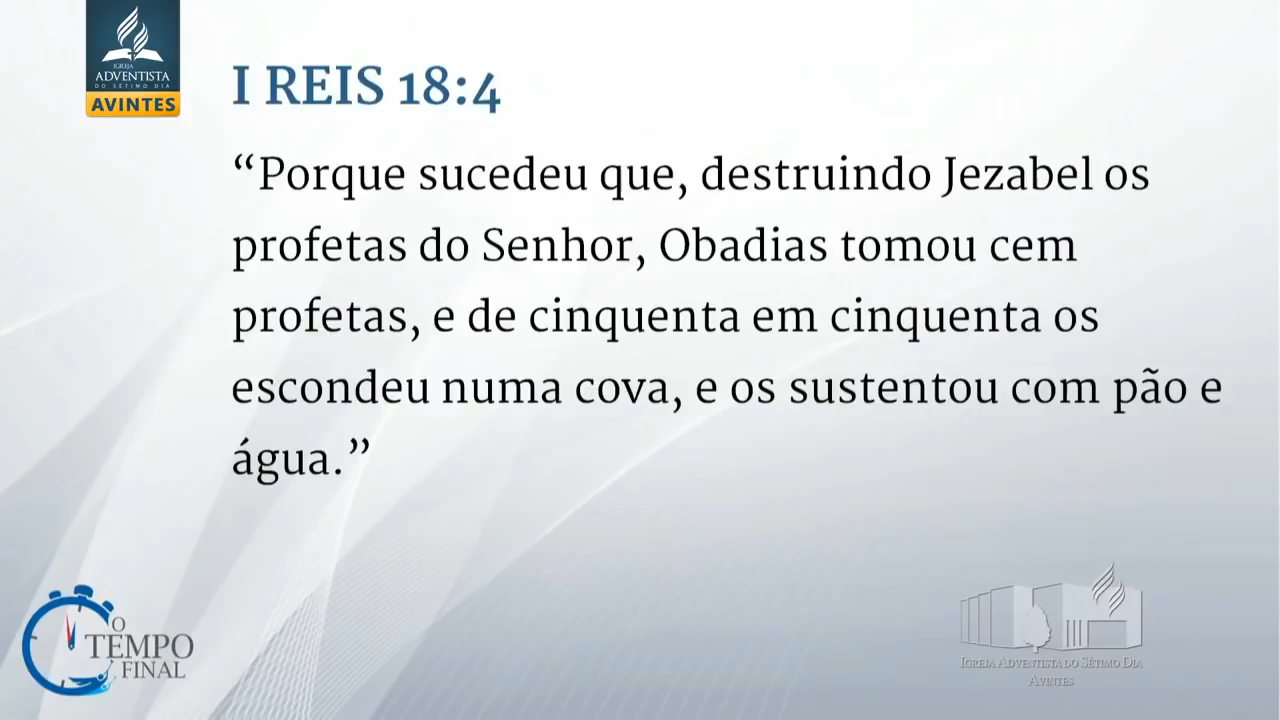 IGREJA
ADVENTISTA
DO SÉTIMO DIA
AVINTES
I REIS 18:4
“Porque sucedeu que, destruindo Jezabel os
profetas do Senhor, Obadias tomou cem
profetas, e de cinquenta em cinquenta os
escondeu numa cova, e os sustentou com pão e
água.”
O
TEMPO
FINAL
IGREJA ADVENTISTA DO SÉTIMO DIA
AVINTES